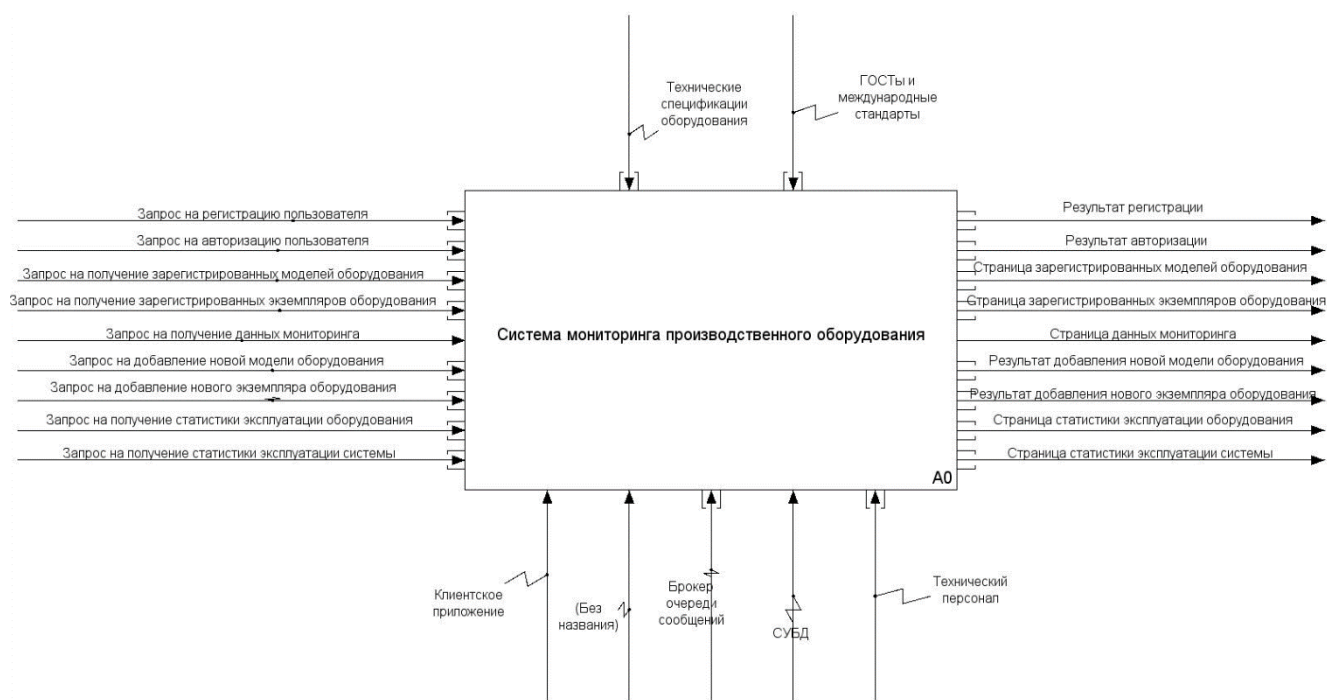 Технические
спецификации
оборудования
ГОСТы и
международные
стандарты
Запрос на регистрацию пользователя
Запрос на авторизацию пользователя
Запрос на получение зарегистрированных моделей оборудования
Запрос на получение зарегистрированных экземпляров оборудования
Запрос на получение данных мониторинга
Запрос на добавление новой модели оборудования
Запрос на добавление нового экземпляра оборудования
Запрос на получение статистики эксплуатации оборудования
Запрос на получение статистики эксплуатации системы
Система мониторинга производственного оборудования
A0
Результат регистрации
Результат авторизации
Страница зарегистрированных моделей оборудования
Страница зарегистрированных экземпляров оборудования
Страница данных мониторинга
Результат добавления новой модели оборудования
Результат добавления нового экземпляра оборудования
Страница статистики эксплуатации оборудования
Страница статистики эксплуатации системы
Клиентское
приложение
(Без
названия)
Брокер
очереди
сообщений
СУБД
Технический
персонал